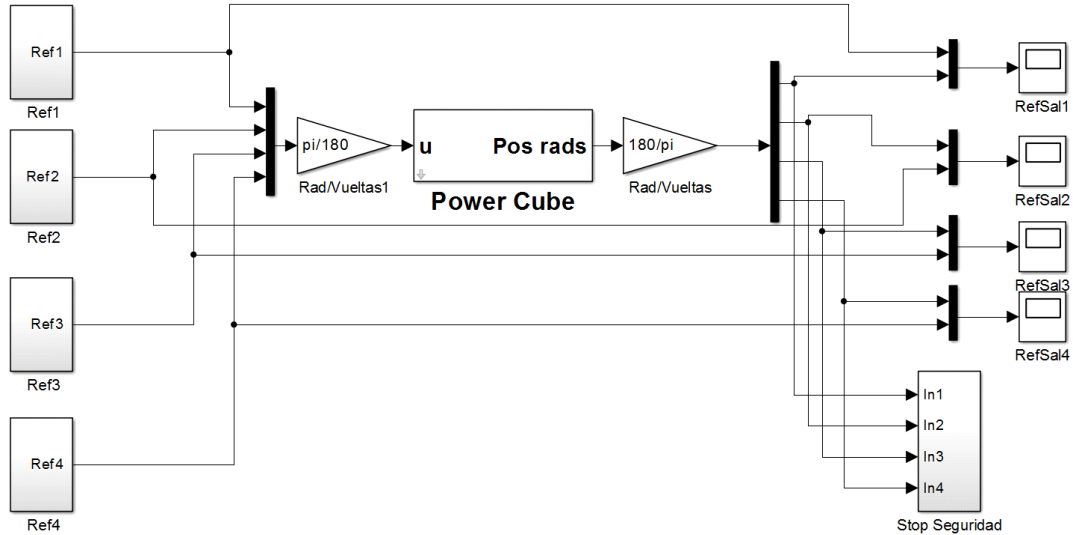 Ref1
Ref1
Ref2
Ref2
Ref3
Ref3
Ref4
Ref4
pi/180
Rad/Vueltas1
u
Pos rads
Power Cube
180/pi
Rad/Vueltas
RefSal1
RefSal2
RefSal3
RefSal4
In1
In2
In3
In4
Stop Seguridad